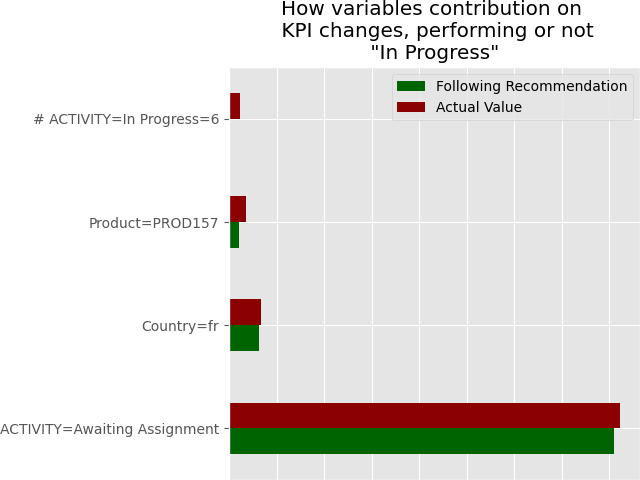 How variables contribution on
KPI changes, performing or not
"In Progress"
Following Recommendation
Actual Value
# ACTIVITY=In Progress=6
Product=PROD157
Country=fr
ACTIVITY=Awaiting Assignment